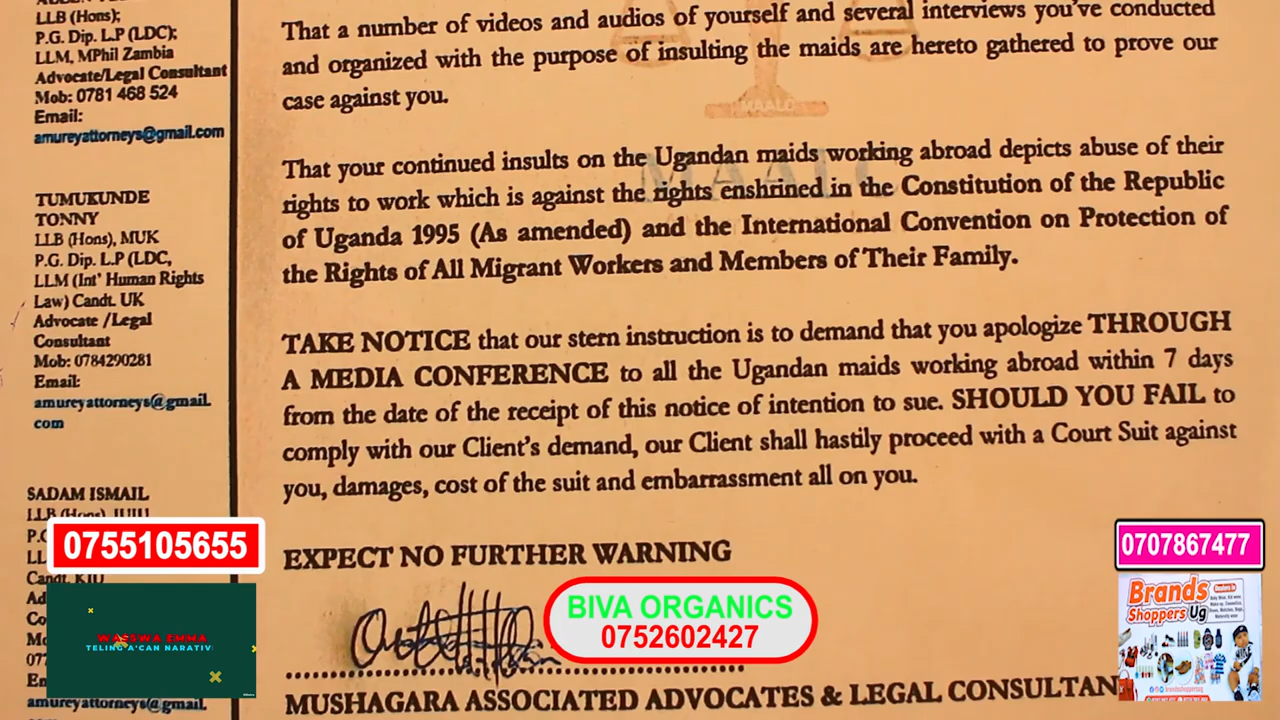 LLB (Hons);
P.G. Dip. L.P (LDC);
LLM, MPhil Zambia
Advocate/Legal Consultant
Mob: 0781 468 524
Email:
amureyattorneys@gmail.com
TUMUKUNDE
TONNY
LLB (Hons), MUK
P.G. Dip. L.P (LDC,
LLM (Int' Human Rights
Law) Candt. UK
Advocate /Legal
Consultant
Mob: 0784290281
Email:
amureyattorneys@gmail.
com
SADAM ISMAIL
LLB (Hons), IUIU
Candt. KIU
amureyattorneys@gmail.
That a number of videos and audios of yourself and several interviews you've conducted
and organized with the purpose of insulting the maids are hereto gathered to prove our
case against you.
MAALC
That your continued insults on the Ugandan maids working abroad depicts abuse of their
rights to work which is against the rights enshrined in the Constitution of the Republic
of Uganda 1995 (As amended) and the International Convention on Protection of
the Rights of All Migrant Workers and Members of Their Family.
TAKE NOTICE that our stern instruction is to demand that you apologize THROUGH
A MEDIA CONFERENCE to all the Ugandan maids working abroad within 7 days
from the date of the receipt of this notice of intention to sue. SHOULD YOU FAIL to
comply with our Client's demand, our Client shall hastily proceed with a Court Suit against
you, damages, cost of the suit and embarrassment all on you.
EXPECT NO FURTHER WARNING
MUSHAGARA ASSOCIATED ADVOCATES & LEGAL CONSULTAN
0755105655
WASSWA EMMA
TELING A'CAN NARATIV
BIVA ORGANICS
0752602427
0707867477
Brands
Shoppers Ug